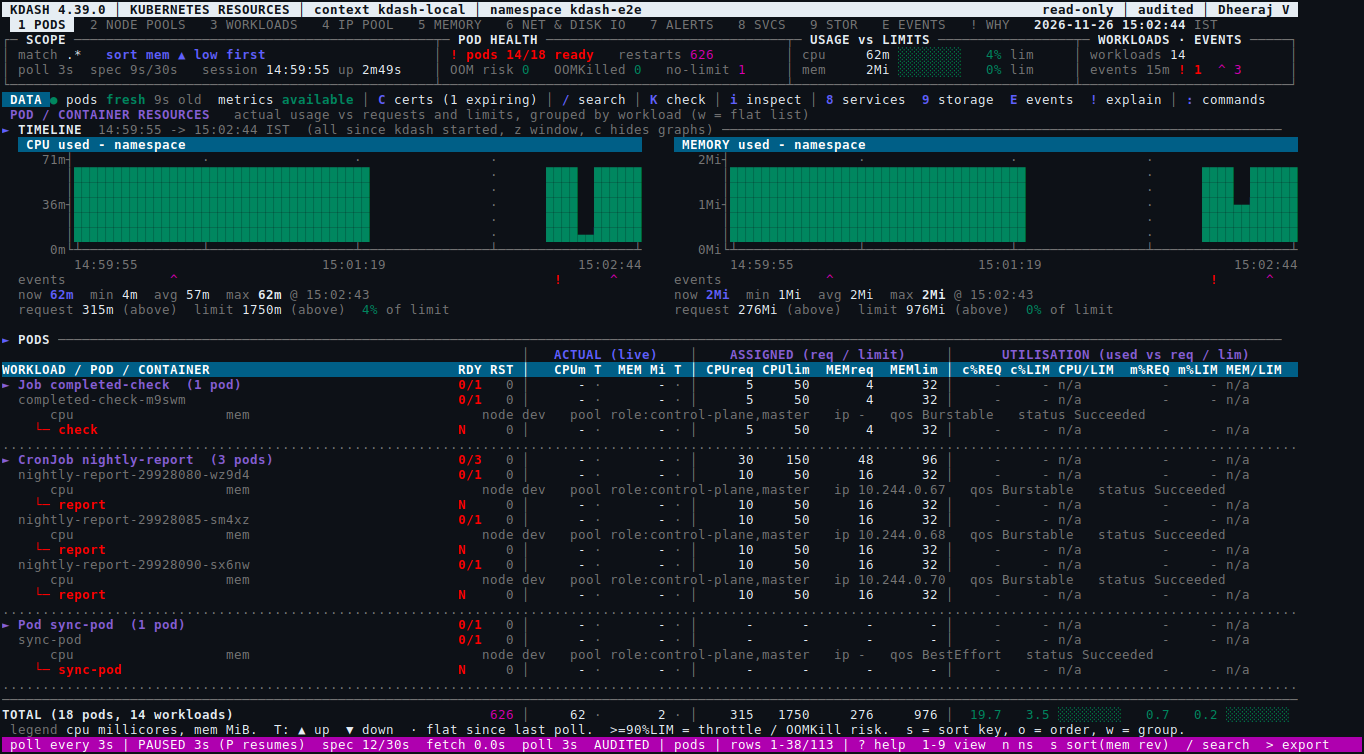 KDASH 4.39.0 │ KUBERNETES RESOURCES │ context kdash-local │ namespace kdash-e2e read-only │ audited │ Dheeraj V
1 PODS 2 NODE POOLS 3 WORKLOADS 4 IP POOL 5 MEMORY 6 NET & DISK IO 7 ALERTS 8 SVCS 9 STOR E EVENTS ! WHY 2026-11-26 15:02:44 IST
SCOPE POD HEALTH USAGE vs LIMITS WORKLOADS · EVENTS
match .* sort mem ▲ low first ! pods 14/18 ready restarts 626 cpu 62m 4% lim workloads 14
poll 3s spec 9s/30s session 14:59:55 up 2m49s OOM risk 0 OOMKilled 0 no-limit 1 mem 2Mi 0% lim events 15m ! 1 ^ 3
DATA ● pods fresh 9s old metrics available │ C certs (1 expiring) │ / search │ K check │ i inspect │ 8 services 9 storage E events ! explain │ : commands
POD / CONTAINER RESOURCES actual usage vs requests and limits, grouped by workload (w = flat list)
► TIMELINE 14:59:55 -> 15:02:44 IST (all since kdash started, z window, c hides graphs)
CPU used - namespace MEMORY used - namespace
71m 2Mi
36m 1Mi
0m 0Mi
14:59:55 15:01:19 15:02:44 14:59:55 15:01:19 15:02:44
events ^ ! ^ events ^ ! ^
now 62m min 4m avg 57m max 62m @ 15:02:43 now 2Mi min 1Mi avg 2Mi max 2Mi @ 15:02:43
request 315m (above) limit 1750m (above) 4% of limit request 276Mi (above) limit 976Mi (above) 0% of limit
► PODS
│ ACTUAL (live) │ ASSIGNED (req / limit) │ UTILISATION (used vs req / lim)
WORKLOAD / POD / CONTAINER RDY RST │ CPUm T MEM Mi T │ CPUreq CPUlim MEMreq MEMlim │ c%REQ c%LIM CPU/LIM m%REQ m%LIM MEM/LIM
► Job completed-check (1 pod) 0/1 0 │ - · - · │ 5 50 4 32 │ - - n/a - - n/a
completed-check-m9swm 0/1 0 │ - · - · │ 5 50 4 32 │ - - n/a - - n/a
cpu mem node dev pool role:control-plane,master ip - qos Burstable status Succeeded
└─ check N 0 │ - · - · │ 5 50 4 32 │ - - n/a - - n/a
► CronJob nightly-report (3 pods) 0/3 0 │ - · - · │ 30 150 48 96 │ - - n/a - - n/a
nightly-report-29928080-wz9d4 0/1 0 │ - · - · │ 10 50 16 32 │ - - n/a - - n/a
cpu mem node dev pool role:control-plane,master ip 10.244.0.67 qos Burstable status Succeeded
└─ report N 0 │ - · - · │ 10 50 16 32 │ - - n/a - - n/a
nightly-report-29928085-sm4xz 0/1 0 │ - · - · │ 10 50 16 32 │ - - n/a - - n/a
cpu mem node dev pool role:control-plane,master ip 10.244.0.68 qos Burstable status Succeeded
└─ report N 0 │ - · - · │ 10 50 16 32 │ - - n/a - - n/a
nightly-report-29928090-sx6nw 0/1 0 │ - · - · │ 10 50 16 32 │ - - n/a - - n/a
cpu mem node dev pool role:control-plane,master ip 10.244.0.70 qos Burstable status Succeeded
└─ report N 0 │ - · - · │ 10 50 16 32 │ - - n/a - - n/a
► Pod sync-pod (1 pod) 0/1 0 │ - · - · │ - - - - │ - - n/a - - n/a
sync-pod 0/1 0 │ - · - · │ - - - - │ - - n/a - - n/a
cpu mem node dev pool role:control-plane,master ip - qos BestEffort status Succeeded
└─ sync-pod N 0 │ - · - · │ - - - - │ - - n/a - - n/a
TOTAL (18 pods, 14 workloads) 626 │ 62 · 2 · │ 315 1750 276 976 │ 19.7 3.5 0.7 0.2
legend cpu millicores, mem MiB. T: ▲ up ▼ down · flat since last poll. >=90%LIM = throttle / OOMKill risk. s = sort key, o = order, w = group.
poll every 3s | PAUSED 3s (P resumes) spec 12/30s fetch 0.0s poll 3s AUDITED | pods | rows 1-38/113 | ? help 1-9 view n ns s sort(mem rev) / search > export